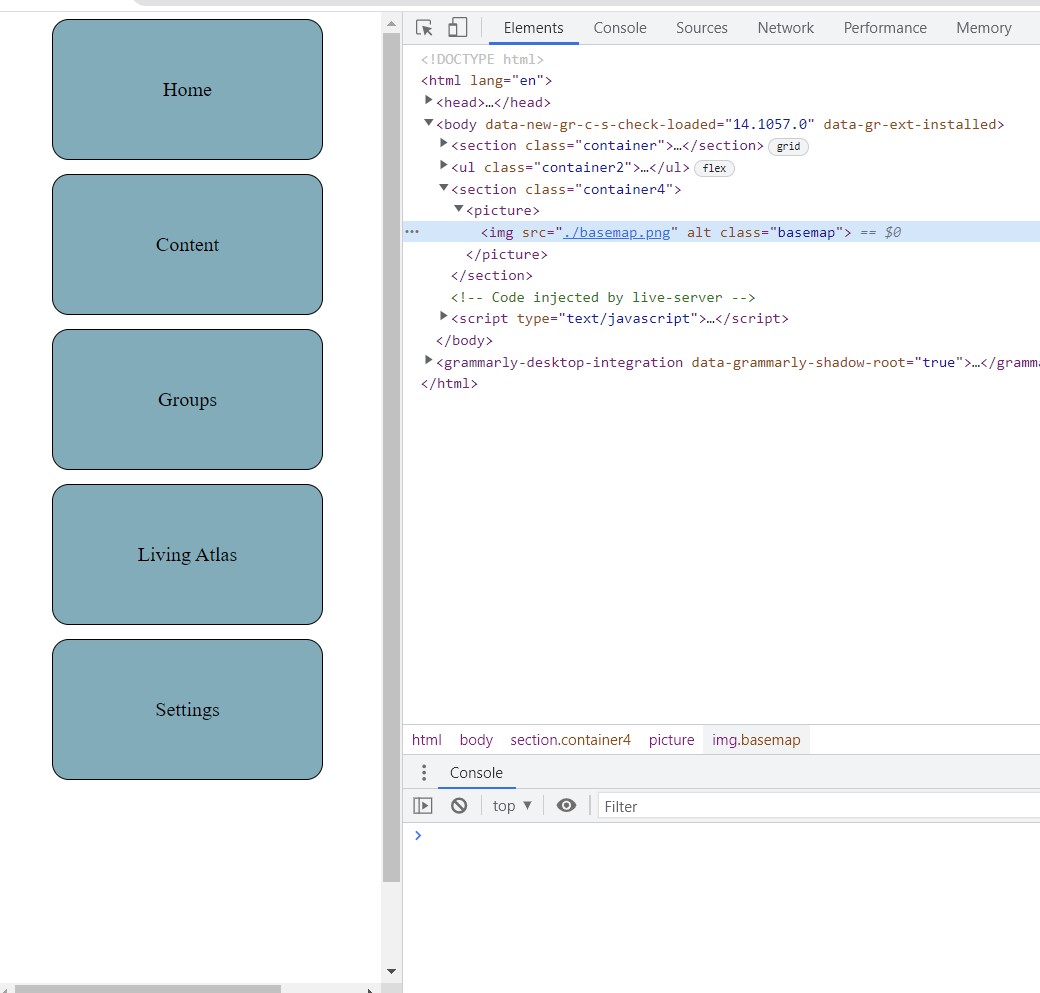 Home
Content
Groups
Living Atlas
Settings
Elements Console Sources Network Performance Memory
<!DOCTYPE html>
<html lang="en">
<head>…</head>
<body data-new-gr-c-s-check-loaded="14.1057.0" data-gr-ext-installed>
<section class="container">…</section> grid
<ul class="container2">…</ul> flex
<section class="container4">
<picture>
<img src="./basemap.png" alt class="basemap"> == $0
</picture>
</section>
<!-- Code injected by live-server -->
<script type="text/javascript">…</script>
</body>
<grammarly-desktop-integration data-grammarly-shadow-root="true">…</gramma
</html>
html body section.container4 picture img.basemap
Console
top Filter